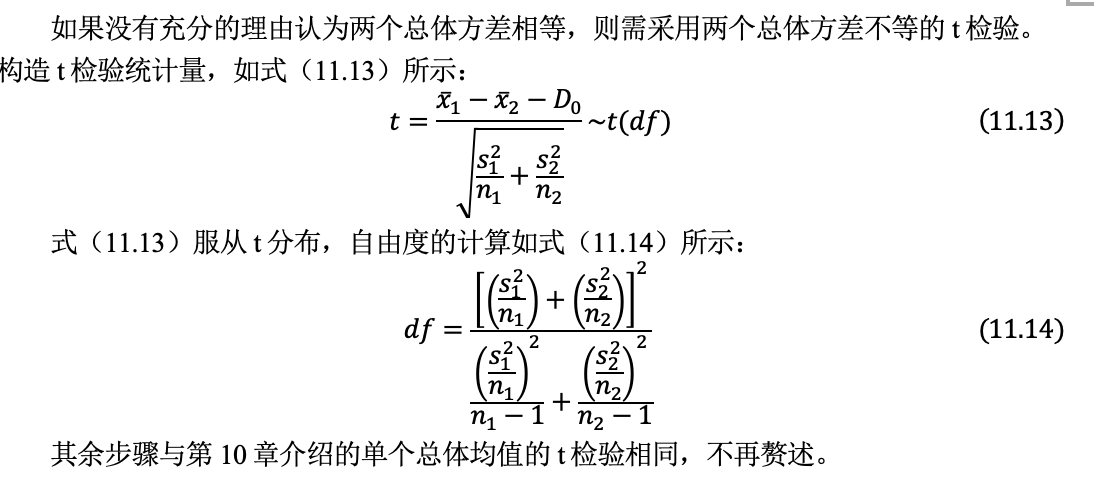 如果没有充分的理由认为两个总体方差相等，则需采用两个总体方差不等的 t 检验。
构造 t 检验统计量，如式（11.13）所示：
t = \frac{\bar{x}_1 - \bar{x}_2 - D_0}{\sqrt{\frac{s_1^2}{n_1} + \frac{s_2^2}{n_2}}} \sim t(df) (11.13)
式（11.13）服从 t 分布，自由度的计算如式（11.14）所示：
df = \frac{\left[\left(\frac{s_1^2}{n_1}\right) + \left(\frac{s_2^2}{n_2}\right)\right]^2}{\frac{\left(\frac{s_1^2}{n_1}\right)^2}{n_1 - 1} + \frac{\left(\frac{s_2^2}{n_2}\right)^2}{n_2 - 1}} (11.14)
其余步骤与第 10 章介绍的单个总体均值的 t 检验相同，不再赘述。